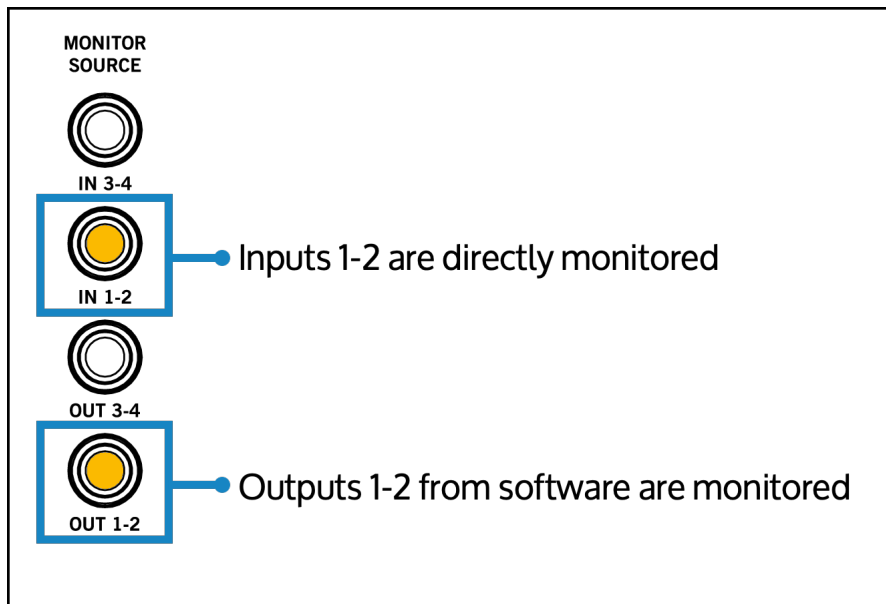 MONITOR
SOURCE
IN 3-4
IN 1-2
Inputs 1-2 are directly monitored
OUT 3-4
OUT 1-2
Outputs 1-2 from software are monitored